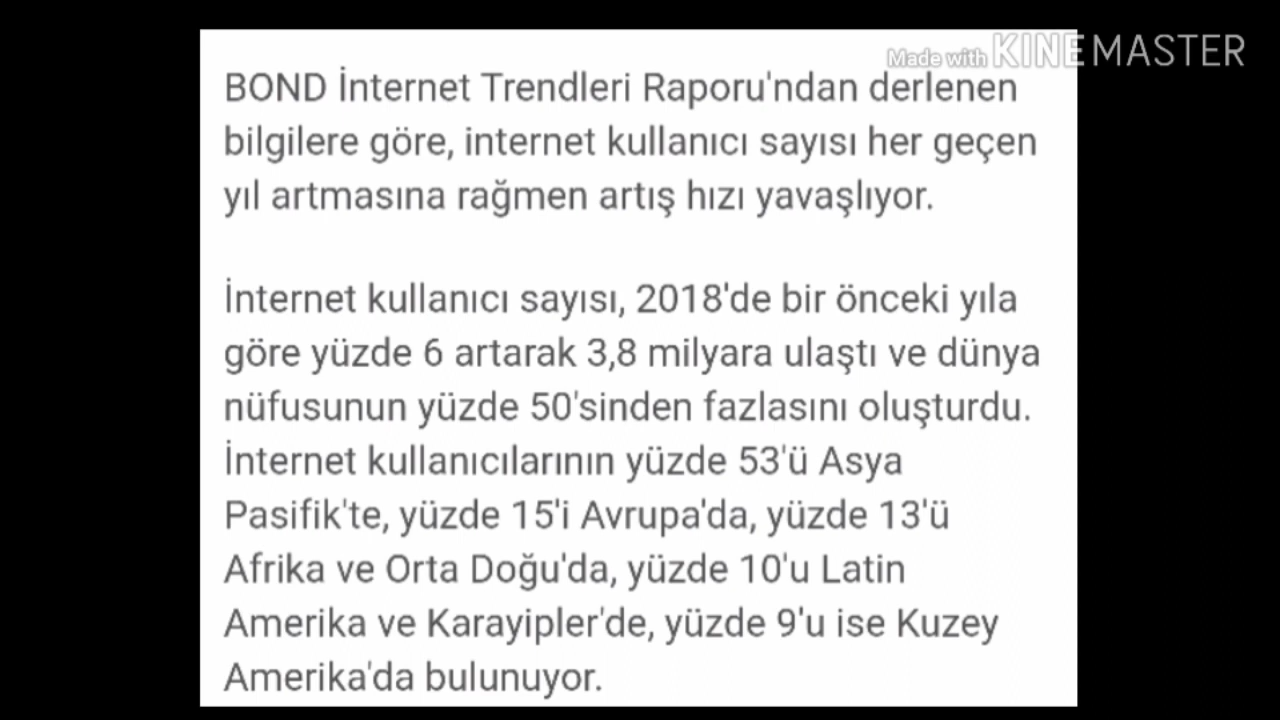 Made with KINEMASTER
BOND İnternet Trendleri Raporu'ndan derlenen
bilgilere göre, internet kullanıcı sayısı her geçen
yıl artmasına rağmen artış hızı yavaşlıyor.
İnternet kullanıcı sayısı, 2018'de bir önceki yıla
göre yüzde 6 artarak 3,8 milyara ulaştı ve dünya
nüfusunun yüzde 50'sinden fazlasını oluşturdu.
İnternet kullanıcılarının yüzde 53'ü Asya
Pasifik'te, yüzde 15'i Avrupa'da, yüzde 13'ü
Afrika ve Orta Doğu'da, yüzde 10'u Latin
Amerika ve Karayipler'de, yüzde 9'u ise Kuzey
Amerika'da bulunuyor.